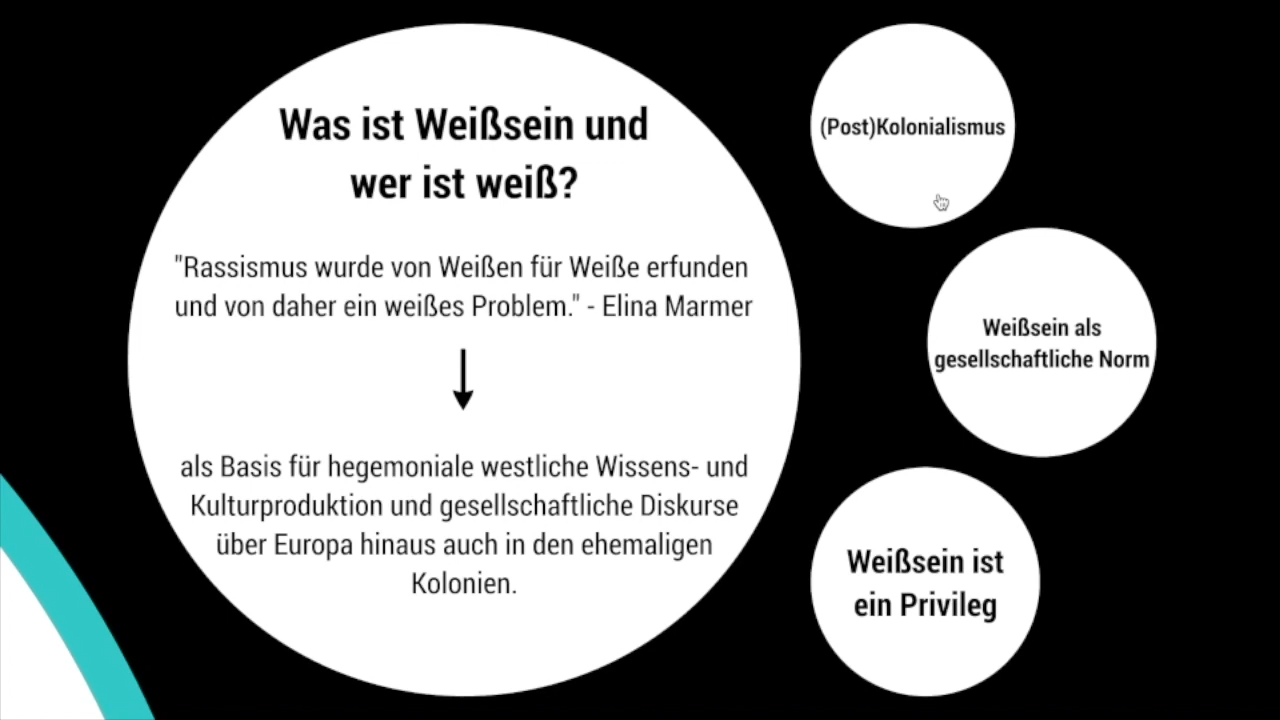 Was ist Weißsein und
wer ist weiß?
"Rassismus wurde von Weißen für Weiße erfunden
und von daher ein weißes Problem." - Elina Marmer
als Basis für hegemoniale westliche Wissens- und
Kulturproduktion und gesellschaftliche Diskurse
über Europa hinaus auch in den ehemaligen
Kolonien.
(Post)Kolonialismus
Weißsein als
gesellschaftliche Norm
Weißsein ist
ein Privileg